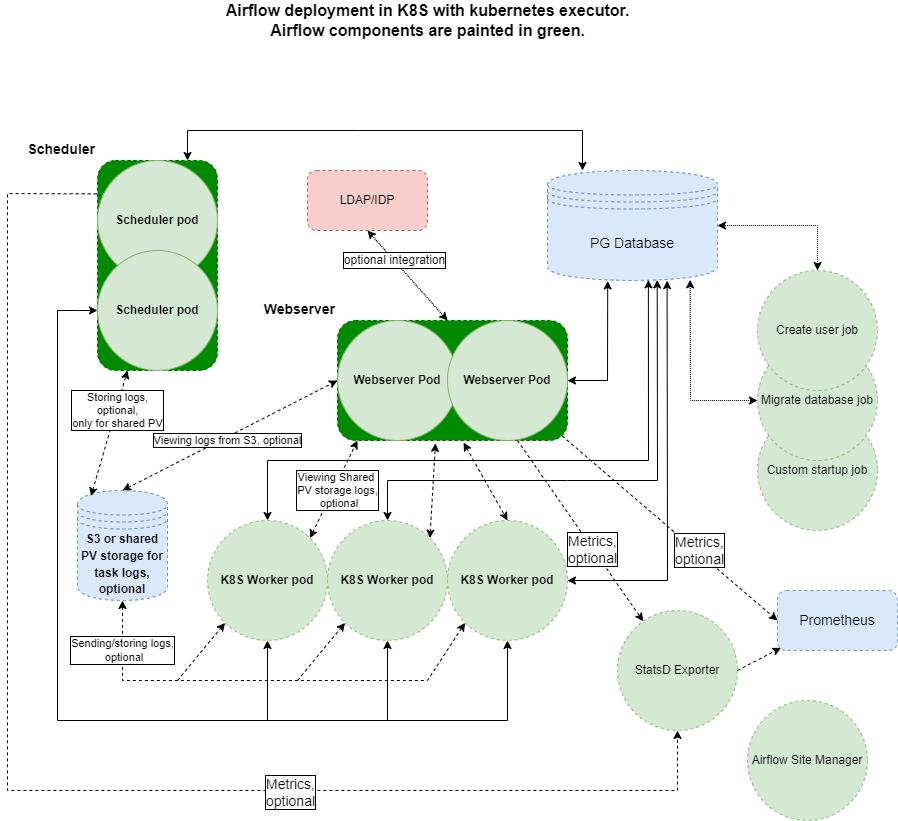 Airflow deployment in K8S with kubernetes executor.
Airflow components are painted in green.
Scheduler
Scheduler pod
Scheduler pod
LDAP/IDP
optional integration
PG Database
Webserver
Webserver Pod
Webserver Pod
Create user job
Migrate database job
Custom startup job
Storing logs,
optional,
only for shared PV
Viewing logs from S3, optional
Viewing Shared
PV storage logs,
optional
S3 or shared
PV storage for
task logs,
optional
K8S Worker pod
K8S Worker pod
K8S Worker pod
Metrics,
optional
Metrics,
optional
Sending/storing logs,
optional
Prometheus
StatsD Exporter
Airflow Site Manager
Metrics,
optional